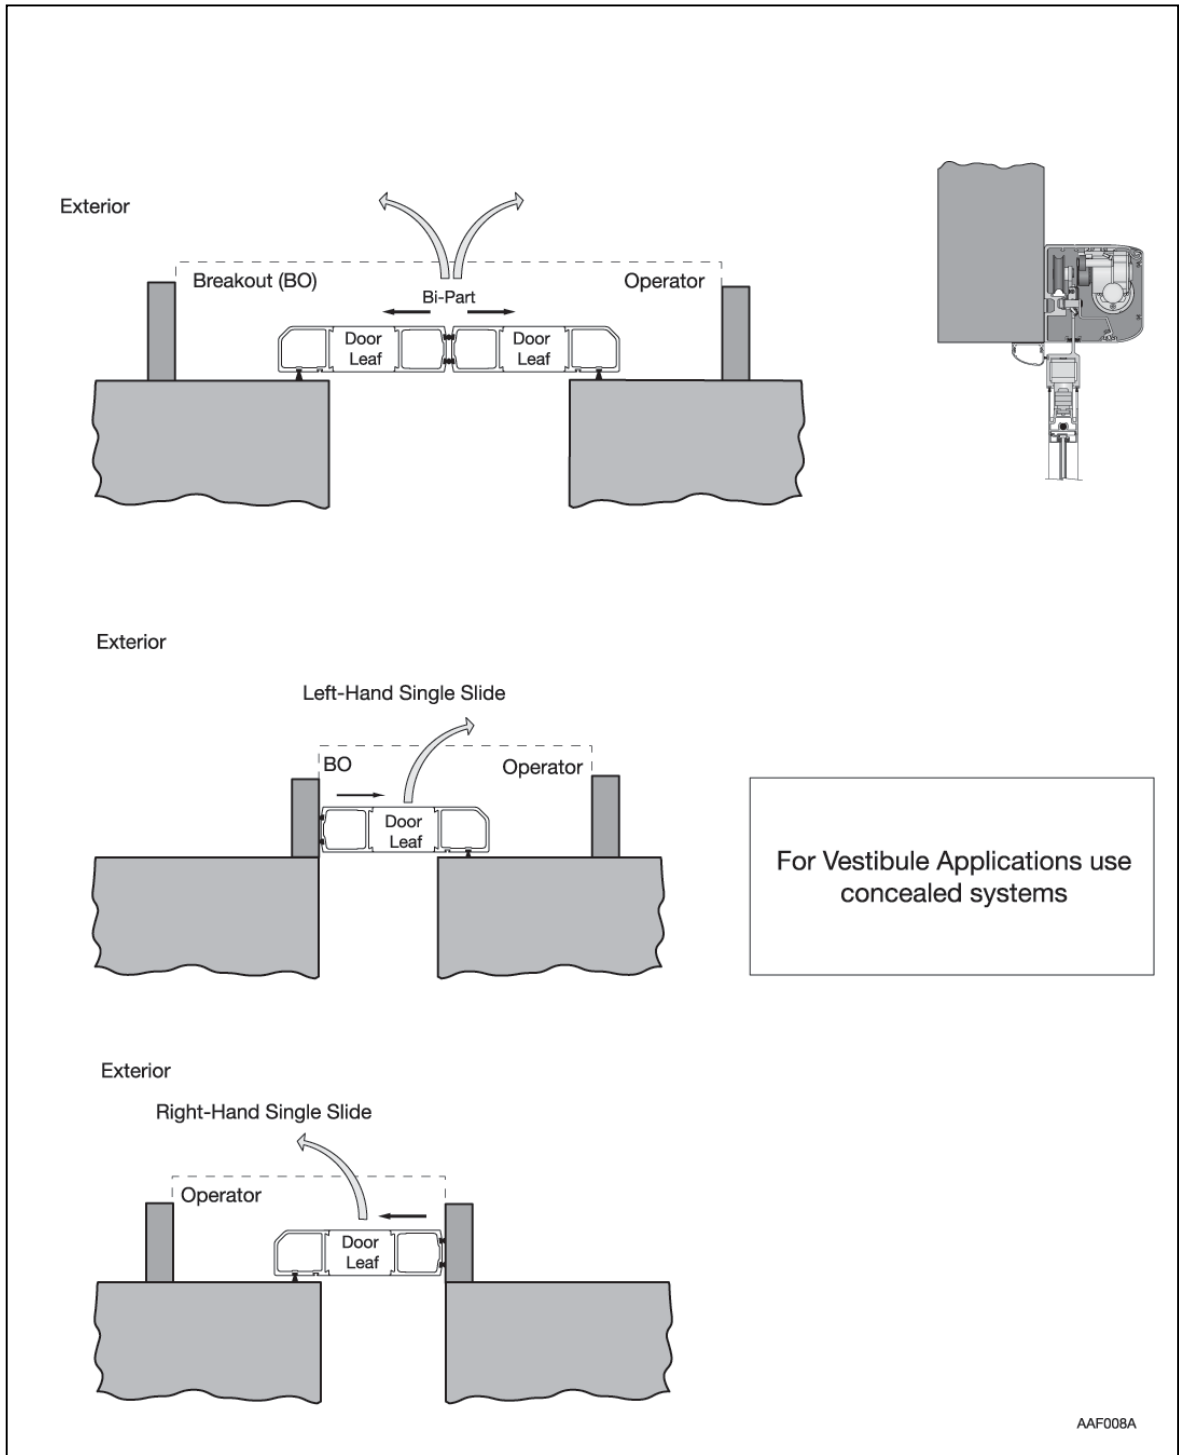 Exterior
Breakout (BO)
Operator
Bi-Part
Door
Leaf
Door
Leaf
Exterior
Left-Hand Single Slide
BO
Operator
Door
Leaf
For Vestibule Applications use
concealed systems
Exterior
Right-Hand Single Slide
Operator
Door
Leaf
AAF008A